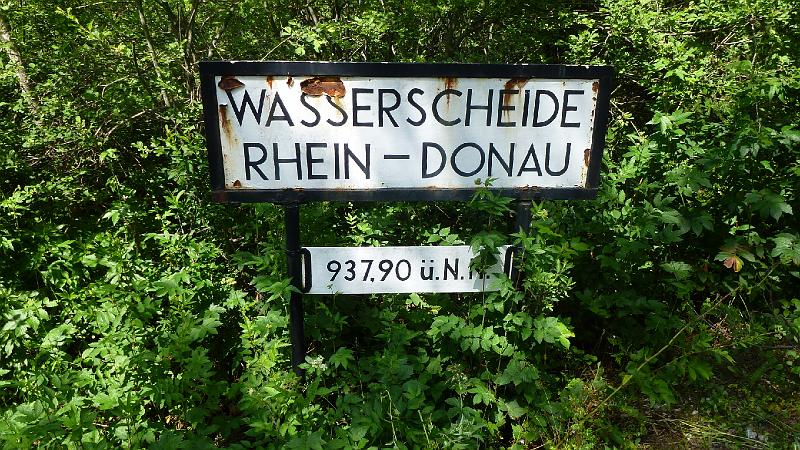 WASSERSCHEIDE
RHEIN – DONAU
937,90 ü.N.N.